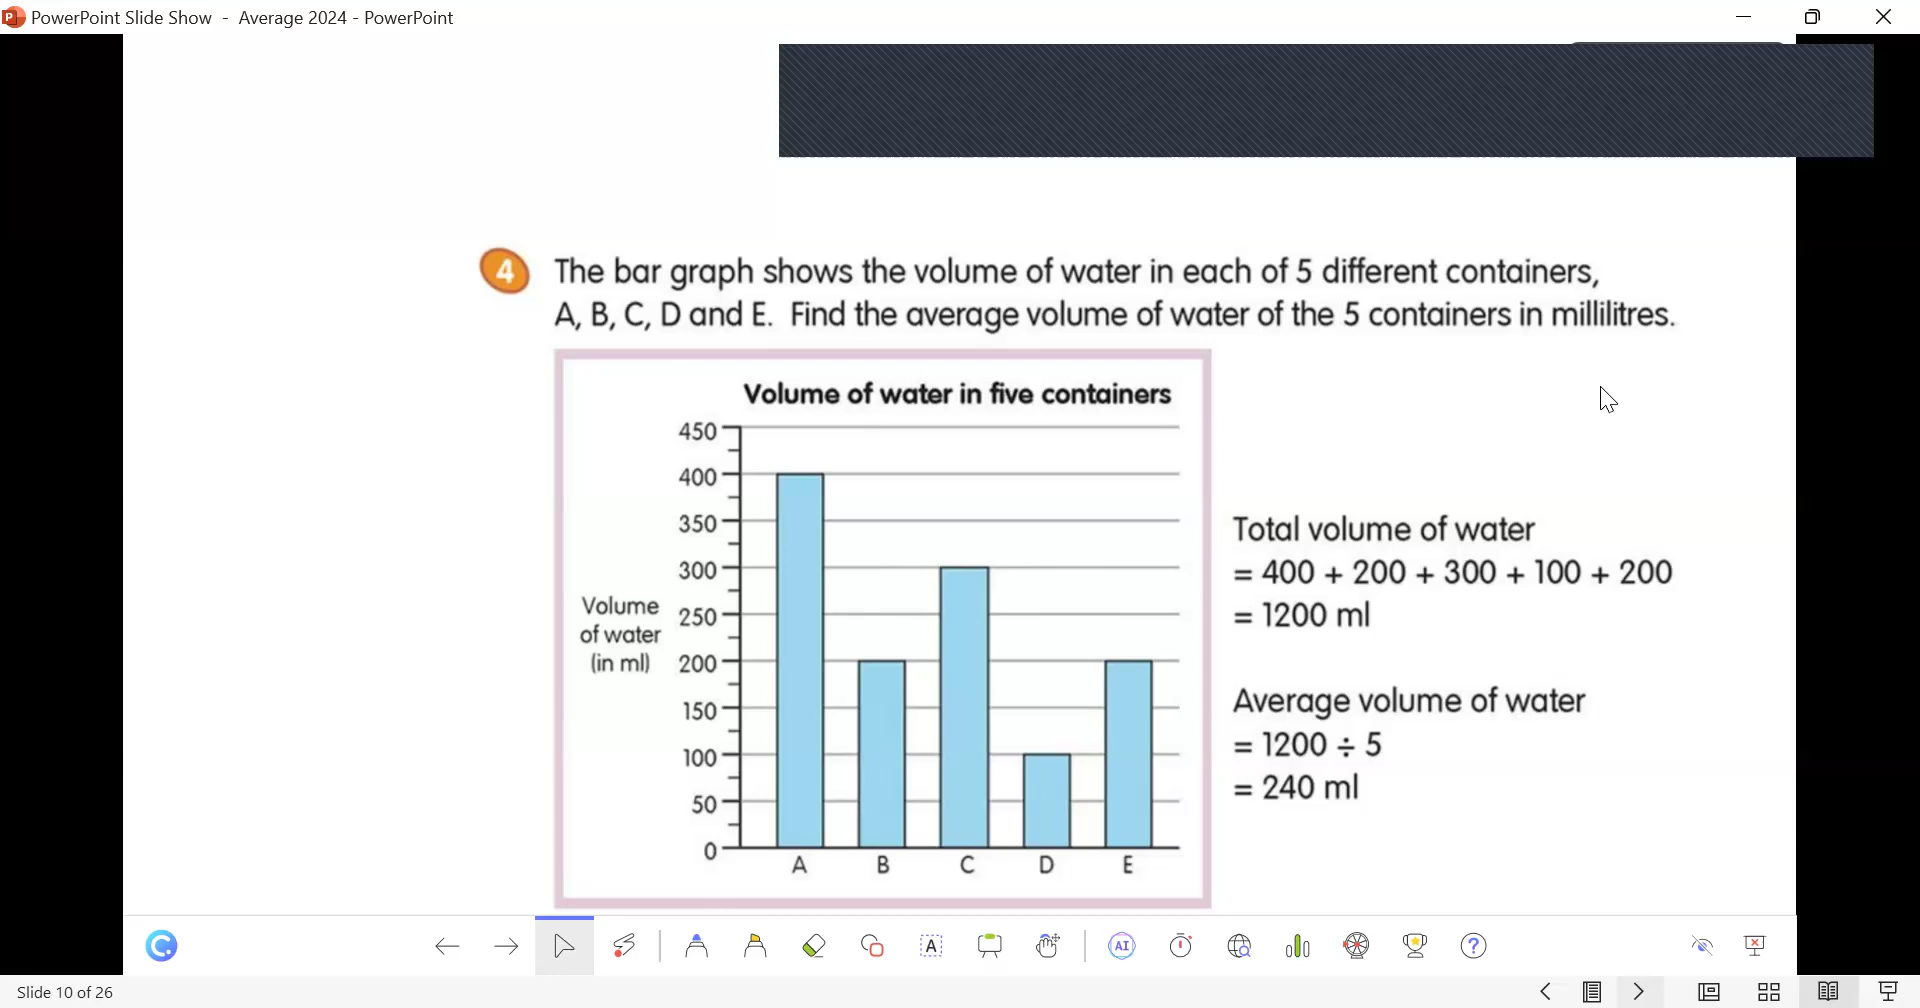 PowerPoint Slide Show - Average 2024 - PowerPoint
4 The bar graph shows the volume of water in each of 5 different containers,
A, B, C, D and E. Find the average volume of water of the 5 containers in millilitres.
Volume of water in five containers
450
400
350
300
250
200
150
100
50
0
Volume
of water
(in ml)
A B C D E
Total volume of water
= 400 + 200 + 300 + 100 + 200
= 1200 ml
Average volume of water
= 1200 ÷ 5
= 240 ml
A AI ?
Slide 10 of 26